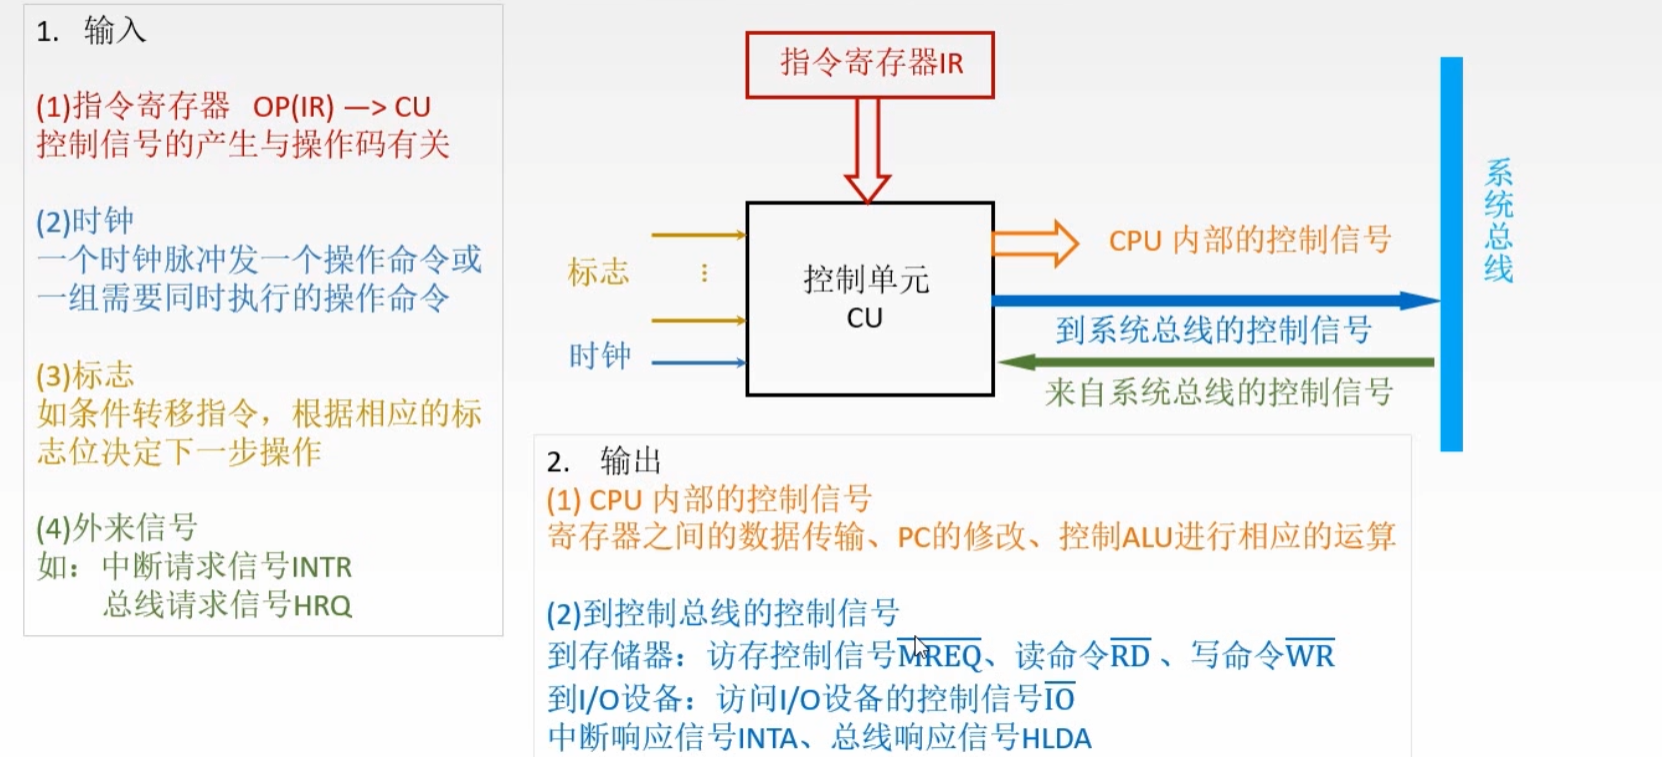 1. 输入
(1)指令寄存器 OP(IR) —> CU
控制信号的产生与操作码有关
(2)时钟
一个时钟脉冲发一个操作命令或
一组需要同时执行的操作命令
(3)标志
如条件转移指令，根据相应的标
志位决定下一步操作
(4)外来信号
如：中断请求信号INTR
总线请求信号HRQ
指令寄存器IR
标志
⋮
时钟
控制单元
CU
CPU 内部的控制信号
到系统总线的控制信号
来自系统总线的控制信号
系统总线
2. 输出
(1) CPU 内部的控制信号
寄存器之间的数据传输、PC的修改、控制ALU进行相应的运算
(2)到控制总线的控制信号
到存储器：访存控制信号M̅R̅E̅Q̅、读命令R̅D̅ 、写命令W̅R̅
到I/O设备：访问I/O设备的控制信号I̅O̅
中断响应信号INTA、总线响应信号HLDA